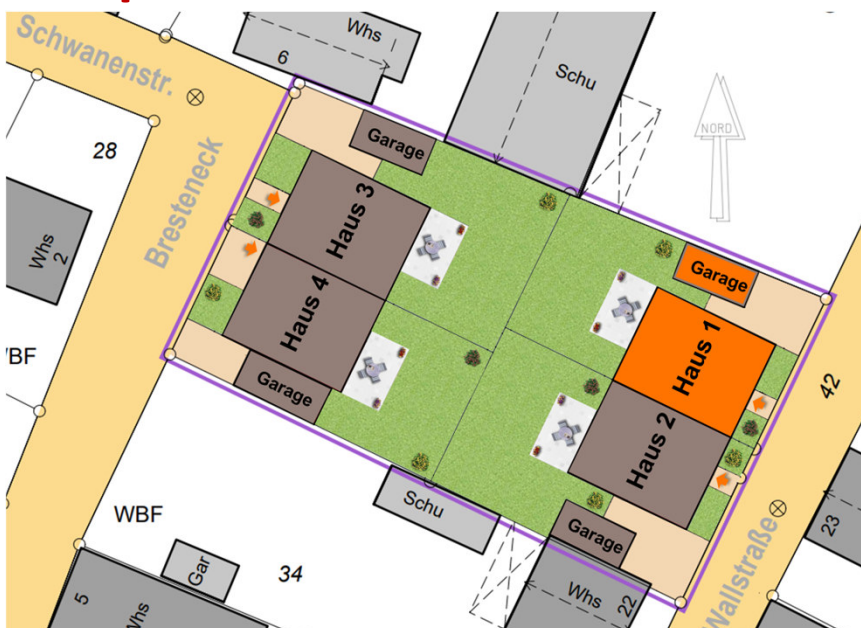 Schwanenstr.
Whs
6
Schu
NORD
28
Garage
Bresteneck
Haus 3
Whs
2
Garage
Haus 4
Haus 1
WBF
42
Garage
Haus 2
Schu
WBF
Garage
23
Gar
34
Wallstraße
5
Whs
Whs
22